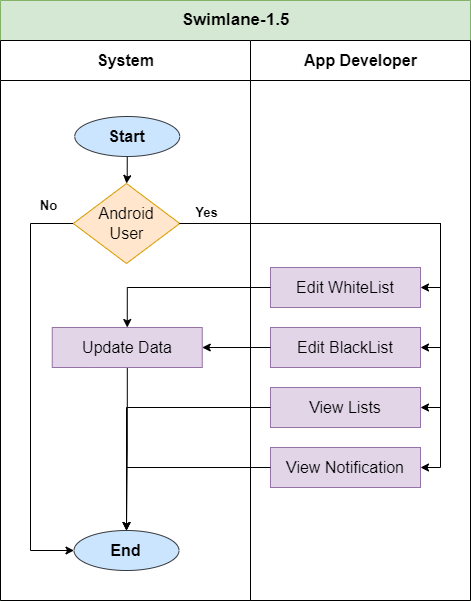 Swimlane-1.5
System
App Developer
Start
No
Android
User
Yes
Edit WhiteList
Update Data
Edit BlackList
View Lists
View Notification
End